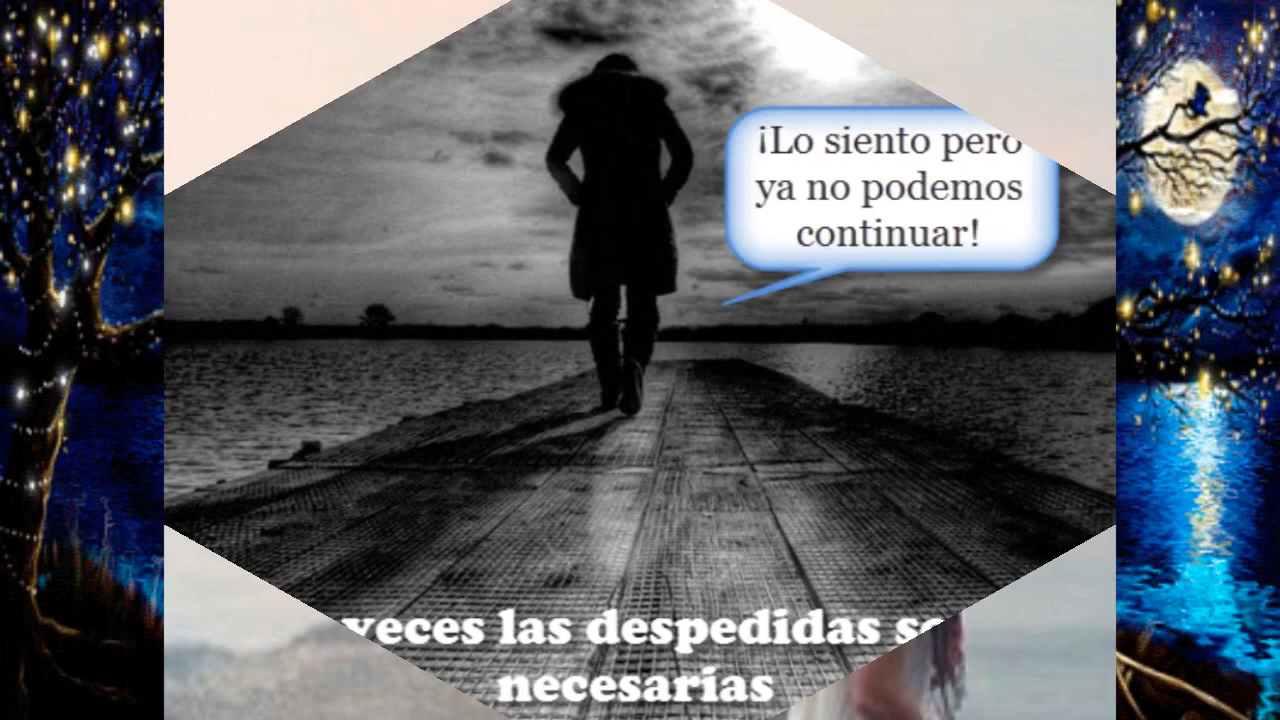 ¡Lo siento pero
ya no podemos
continuar!
veces las despedidas
necesarias